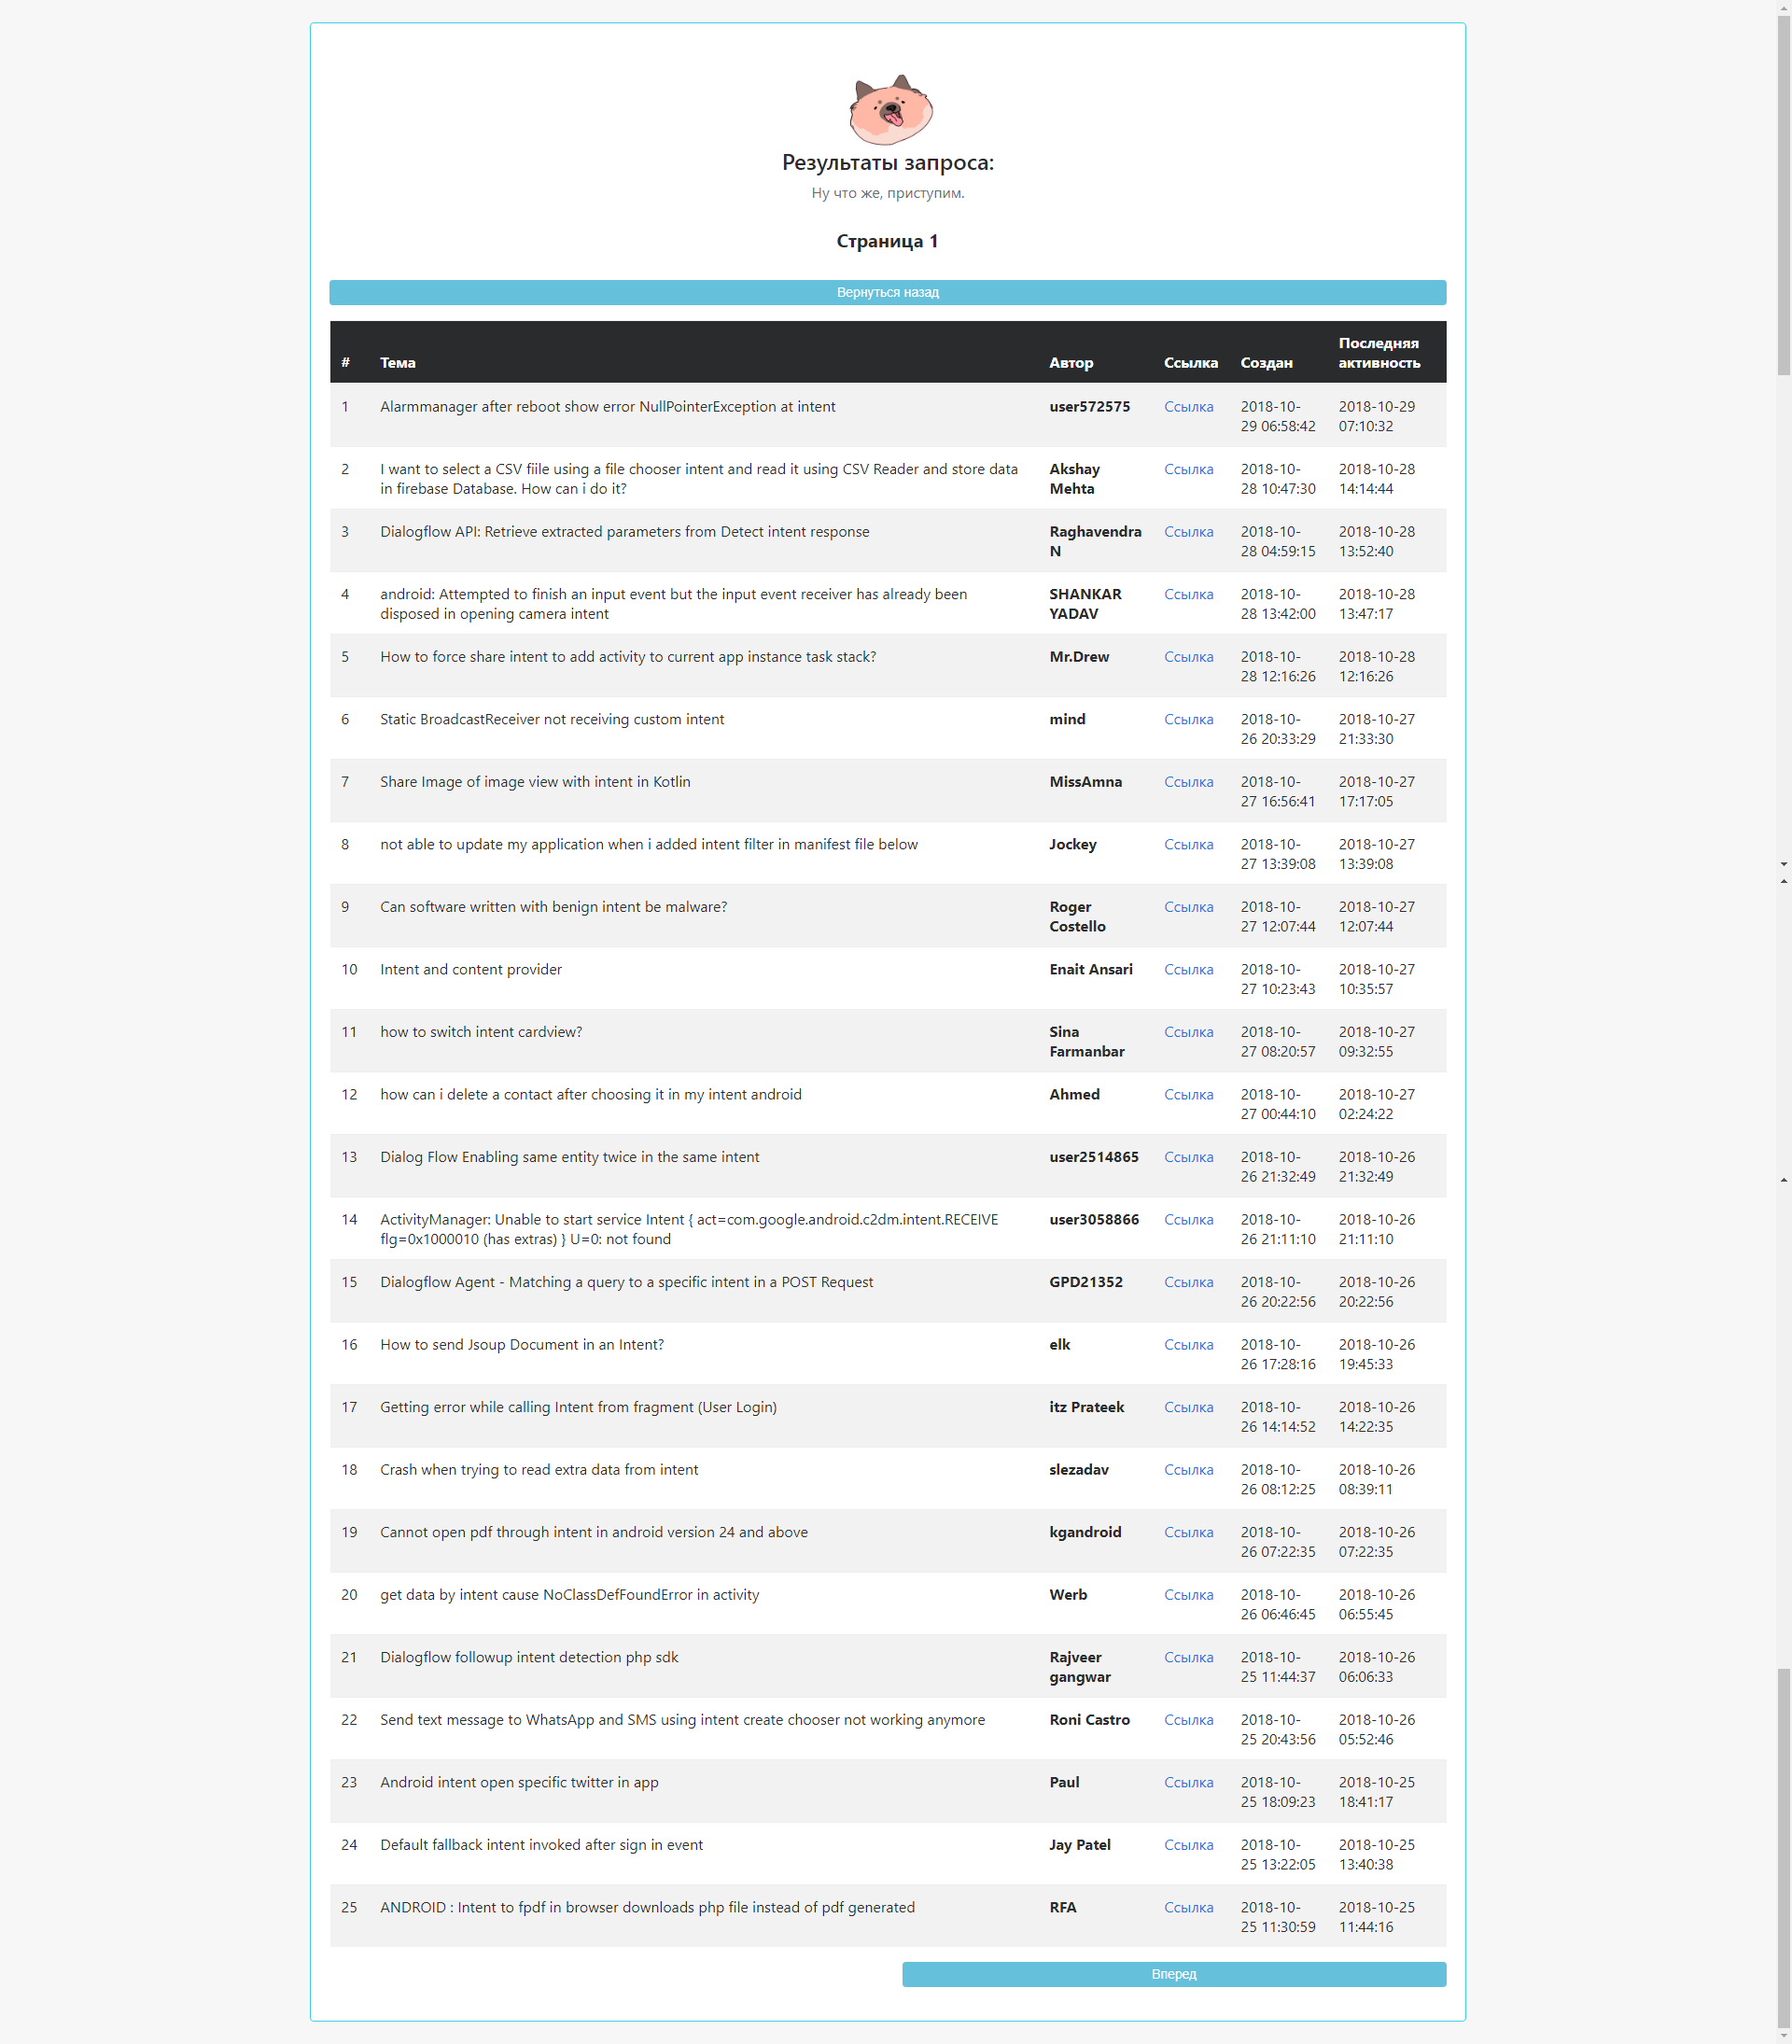 Результаты запроса:
Ну что же, приступим.
Страница 1
Вернуться назад
# Тема Автор Ссылка Создан Последняя активность
1 Alarmmanager after reboot show error NullPointerException at intent user572575 Ссылка 2018-10-29 06:58:42 2018-10-29 07:10:32
2 I want to select a CSV fiile using a file chooser intent and read it using CSV Reader and store data in firebase Database. How can i do it? Akshay Mehta Ссылка 2018-10-28 10:47:30 2018-10-28 14:14:44
3 Dialogflow API: Retrieve extracted parameters from Detect intent response Raghavendra N Ссылка 2018-10-28 04:59:15 2018-10-28 13:52:40
4 android: Attempted to finish an input event but the input event receiver has already been disposed in opening camera intent SHANKAR YADAV Ссылка 2018-10-28 13:42:00 2018-10-28 13:47:17
5 How to force share intent to add activity to current app instance task stack? Mr.Drew Ссылка 2018-10-28 12:16:26 2018-10-28 12:16:26
6 Static BroadcastReceiver not receiving custom intent mind Ссылка 2018-10-26 20:33:29 2018-10-27 21:33:30
7 Share Image of image view with intent in Kotlin MissAmna Ссылка 2018-10-27 16:56:41 2018-10-27 17:17:05
8 not able to update my application when i added intent filter in manifest file below Jockey Ссылка 2018-10-27 13:39:08 2018-10-27 13:39:08
9 Can software written with benign intent be malware? Roger Costello Ссылка 2018-10-27 12:07:44 2018-10-27 12:07:44
10 Intent and content provider Enait Ansari Ссылка 2018-10-27 10:23:43 2018-10-27 10:35:57
11 how to switch intent cardview? Sina Farmanbar Ссылка 2018-10-27 08:20:57 2018-10-27 09:32:55
12 how can i delete a contact after choosing it in my intent android Ahmed Ссылка 2018-10-27 00:44:10 2018-10-27 02:24:22
13 Dialog Flow Enabling same entity twice in the same intent user2514865 Ссылка 2018-10-26 21:32:49 2018-10-26 21:32:49
14 ActivityManager: Unable to start service Intent { act=com.google.android.c2dm.intent.RECEIVE flg=0x1000010 (has extras) } U=0: not found user3058866 Ссылка 2018-10-26 21:11:10 2018-10-26 21:11:10
15 Dialogflow Agent - Matching a query to a specific intent in a POST Request GPD21352 Ссылка 2018-10-26 20:22:56 2018-10-26 20:22:56
16 How to send Jsoup Document in an Intent? elk Ссылка 2018-10-26 17:28:16 2018-10-26 19:45:33
17 Getting error while calling Intent from fragment (User Login) itz Prateek Ссылка 2018-10-26 14:14:52 2018-10-26 14:22:35
18 Crash when trying to read extra data from intent slezadav Ссылка 2018-10-26 08:12:25 2018-10-26 08:39:11
19 Cannot open pdf through intent in android version 24 and above kgandroid Ссылка 2018-10-26 07:22:35 2018-10-26 07:22:35
20 get data by intent cause NoClassDefFoundError in activity Werb Ссылка 2018-10-26 06:46:45 2018-10-26 06:55:45
21 Dialogflow followup intent detection php sdk Rajveer gangwar Ссылка 2018-10-25 11:44:37 2018-10-26 06:06:33
22 Send text message to WhatsApp and SMS using intent create chooser not working anymore Roni Castro Ссылка 2018-10-25 20:43:56 2018-10-26 05:52:46
23 Android intent open specific twitter in app Paul Ссылка 2018-10-25 18:09:23 2018-10-25 18:41:17
24 Default fallback intent invoked after sign in event Jay Patel Ссылка 2018-10-25 13:22:05 2018-10-25 13:40:38
25 ANDROID : Intent to fpdf in browser downloads php file instead of pdf generated RFA Ссылка 2018-10-25 11:30:59 2018-10-25 11:44:16
Вперед